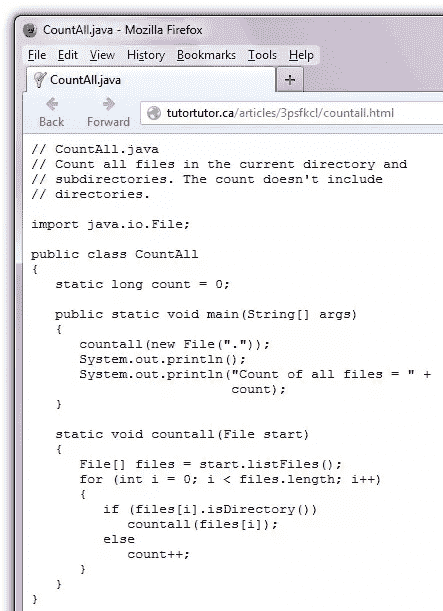 CountAll.java - Mozilla Firefox
File Edit View History Bookmarks Tools Help
CountAll.java
Back Forward tutortutor.ca/articles/3psfkcl/countall.html
// CountAll.java
// Count all files in the current directory and
// subdirectories. The count doesn't include
// directories.
import java.io.File;
public class CountAll
{
static long count = 0;
public static void main(String[] args)
{
countall(new File("."));
System.out.println();
System.out.println("Count of all files = " +
count);
}
static void countall(File start)
{
File[] files = start.listFiles();
for (int i = 0; i < files.length; i++)
{
if (files[i].isDirectory())
countall(files[i]);
else
count++;
}
}
}